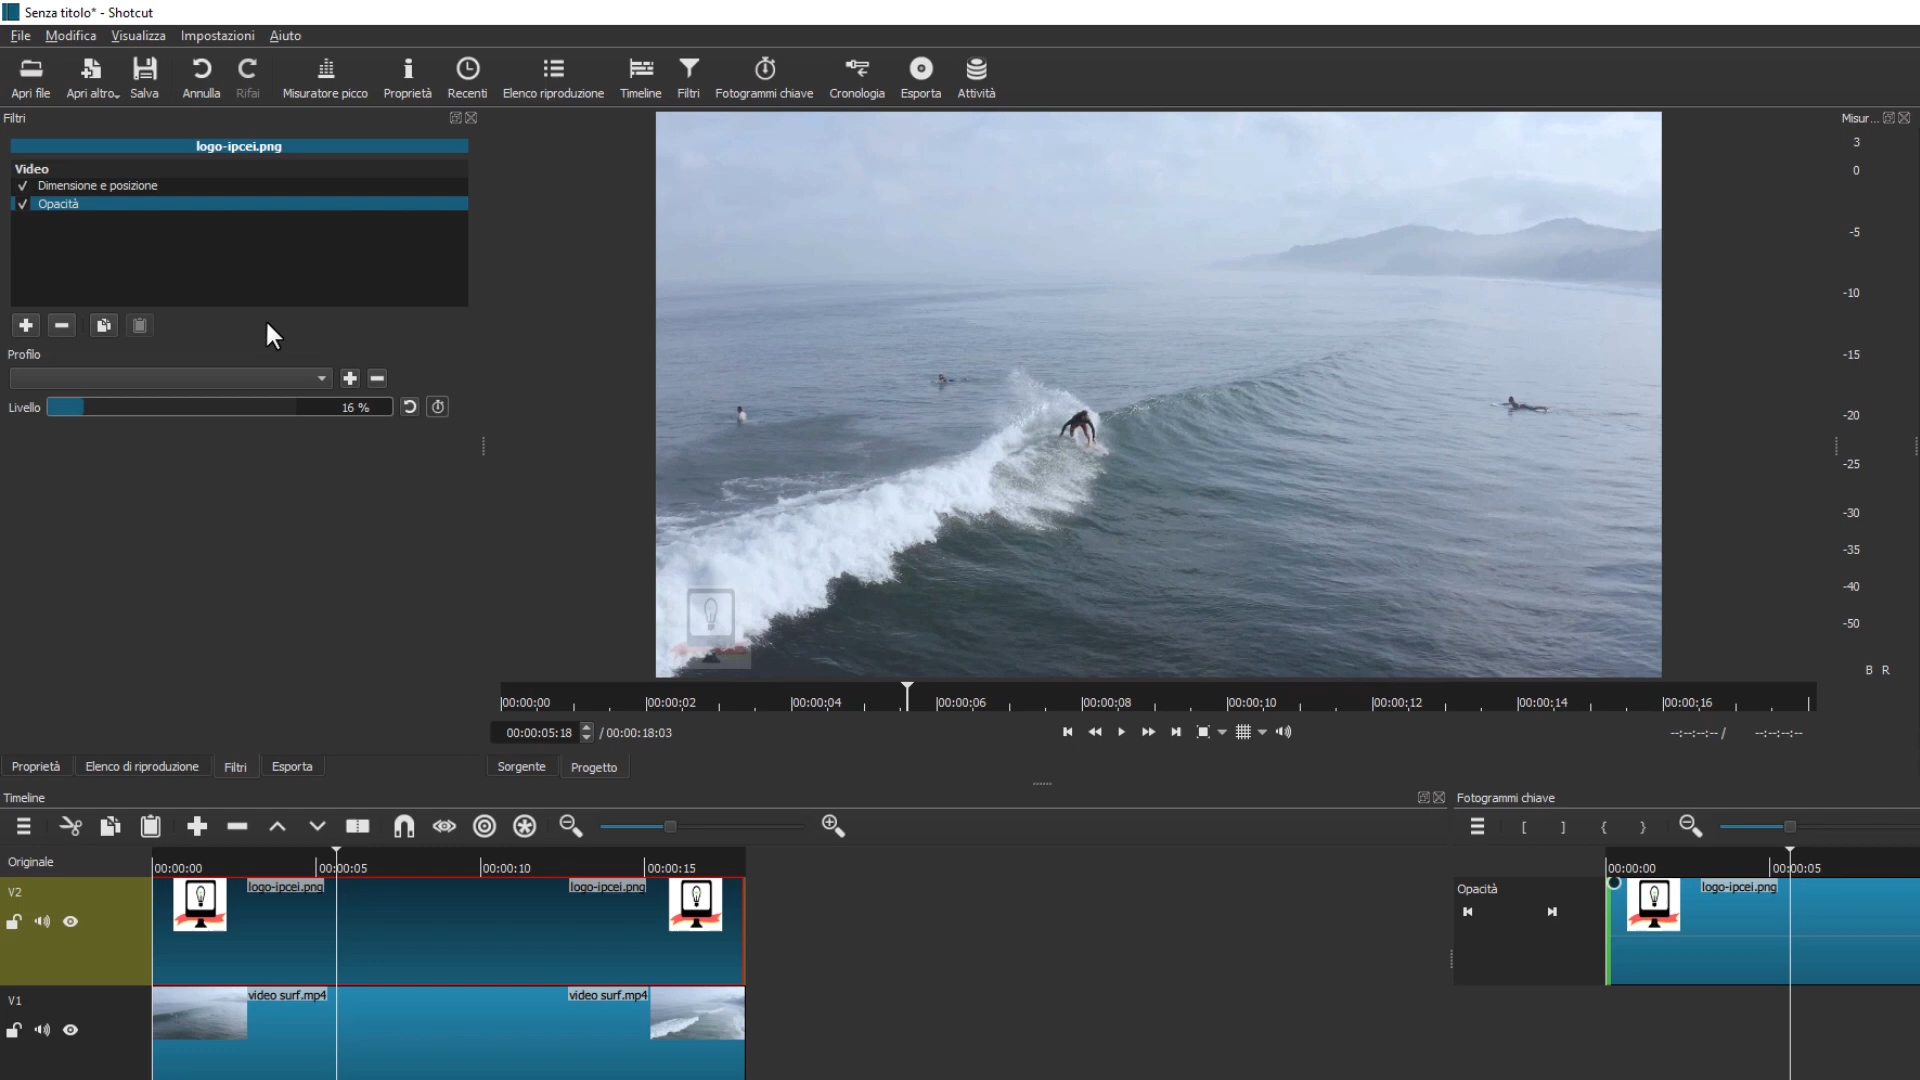 Senza titolo* - Shotcut
File Modifica Visualizza Impostazioni Aiuto
Apri file Apri altro.. Salva Annulla Rifai Misuratore picco Proprietà Recenti Elenco riproduzione Timeline Filtri Fotogrammi chiave Cronologia Esporta Attività
Filtri
logo-ipcei.png
Video
Dimensione e posizione
Opacità
Profilo
Livello 16 %
Misur...
3
0
-5
-10
-15
-20
-25
-30
-35
-40
-50
B R
00:00:00 00:00:02 00:00:04 00:00:06 00:00:08 00:00:10 00:00:12 00:00:14 00:00:16
00:00:05:18 / 00:00:18:03 --:--:--:-- / --:--:--:--
Proprietà Elenco di riproduzione Filtri Esporta Sorgente Progetto
Timeline
Originale
00:00:00 00:00:05 00:00:10 00:00:15
V2
logo-ipcei.png logo-ipcei.png
V1
video surf.mp4 video surf.mp4
Fotogrammi chiave
00:00:00 00:00:05
Opacità
logo-ipcei.png